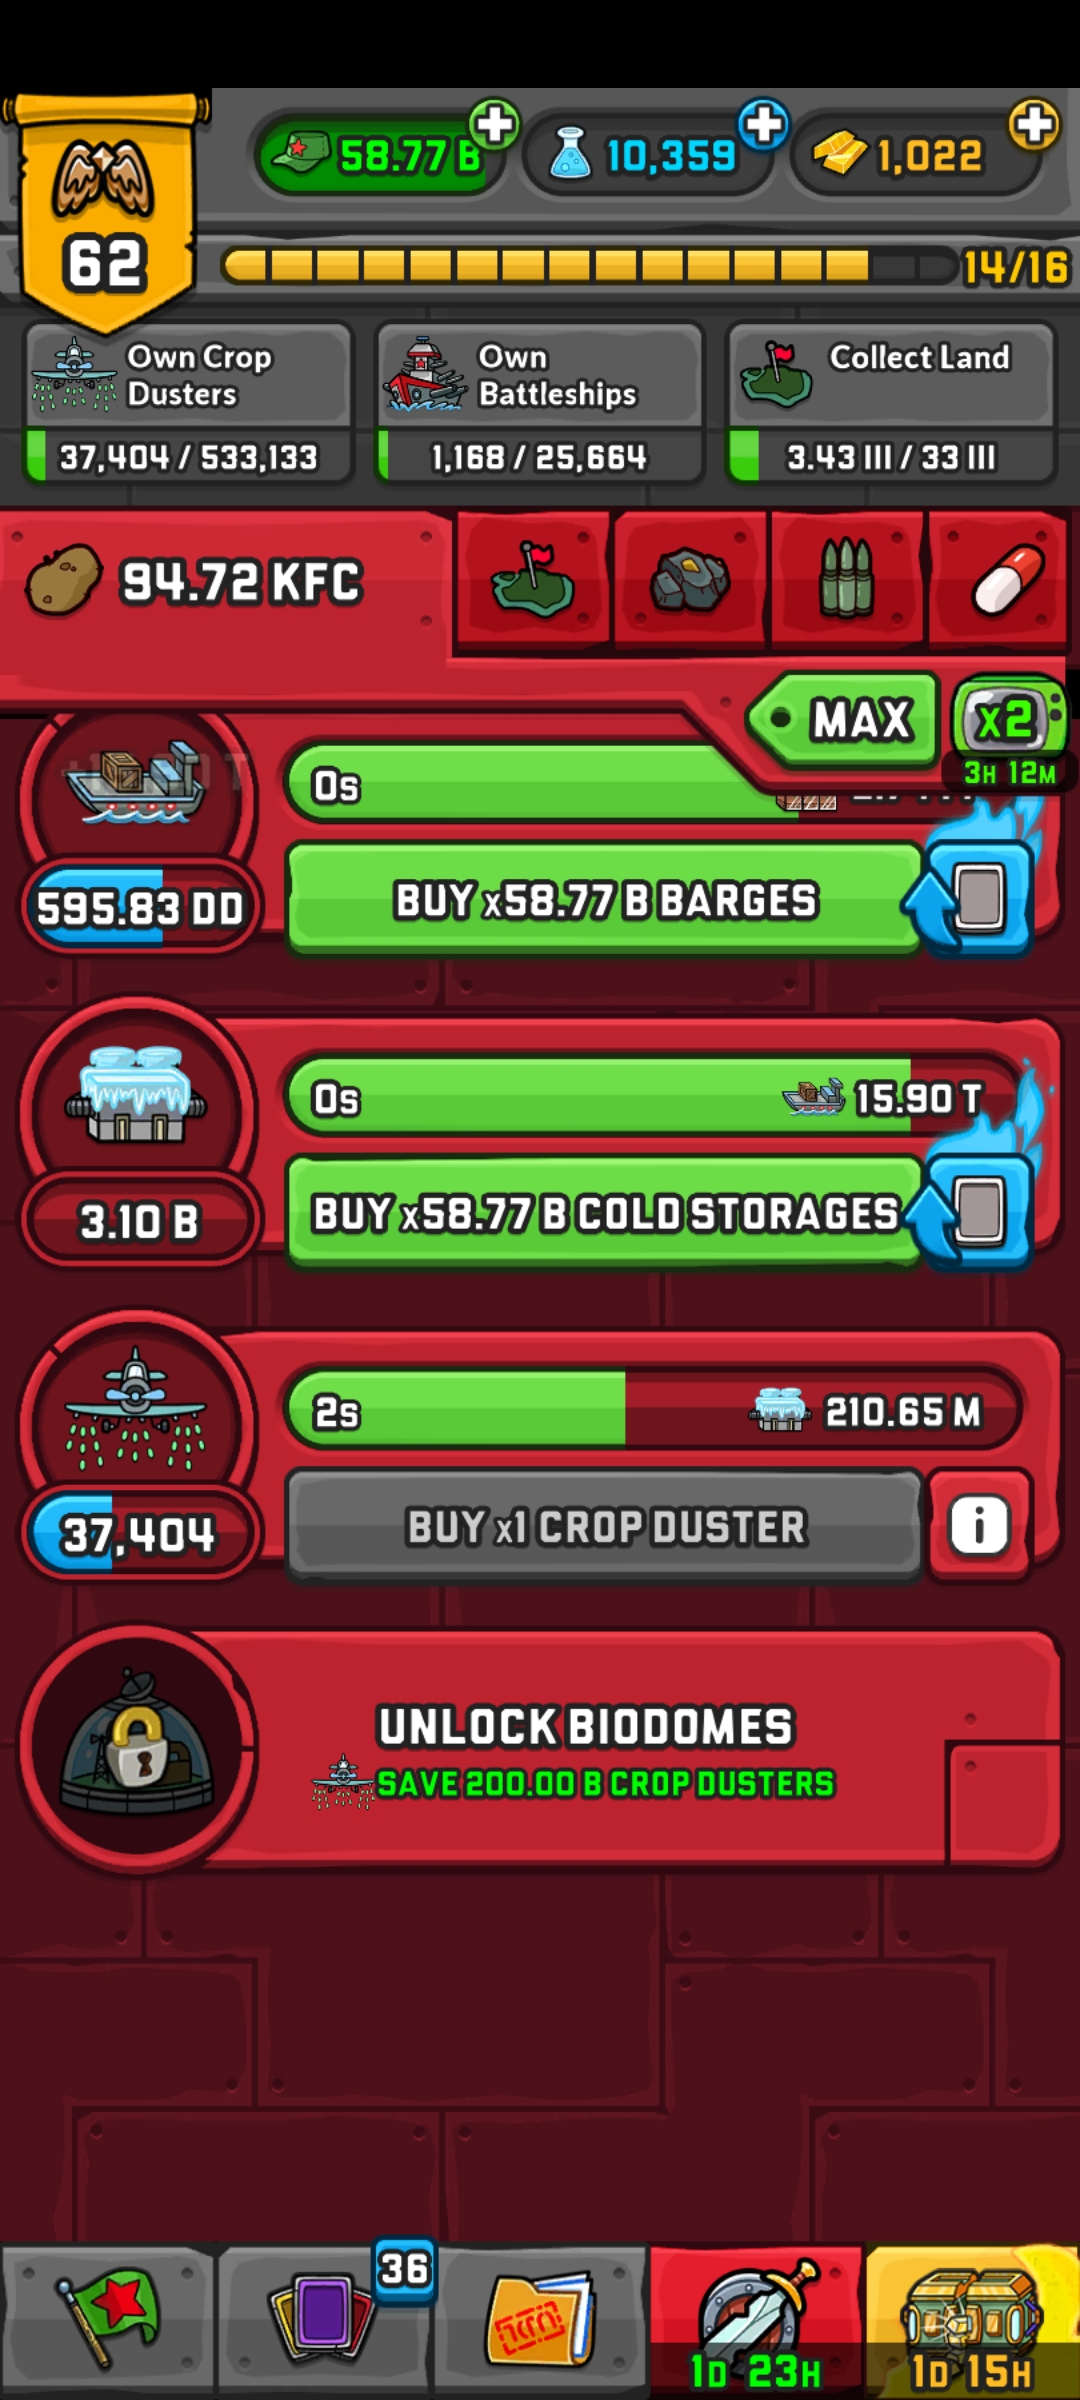 58.77 B
10,359
1,022
62
14/16
Own Crop
Dusters
Own
Battleships
Collect Land
37,404 / 533,133
1,168 / 25,664
3.43 III / 33 III
94.72 KFC
MAX
x2
3H 12M
0s
595.83 DD
BUY x58.77 B BARGES
0s
15.90 T
3.10 B
BUY x58.77 B COLD STORAGES
2s
210.65 M
37,404
BUY x1 CROP DUSTER
i
UNLOCK BIODOMES
SAVE 200.00 B CROP DUSTERS
36
1D 23H
1D 15H